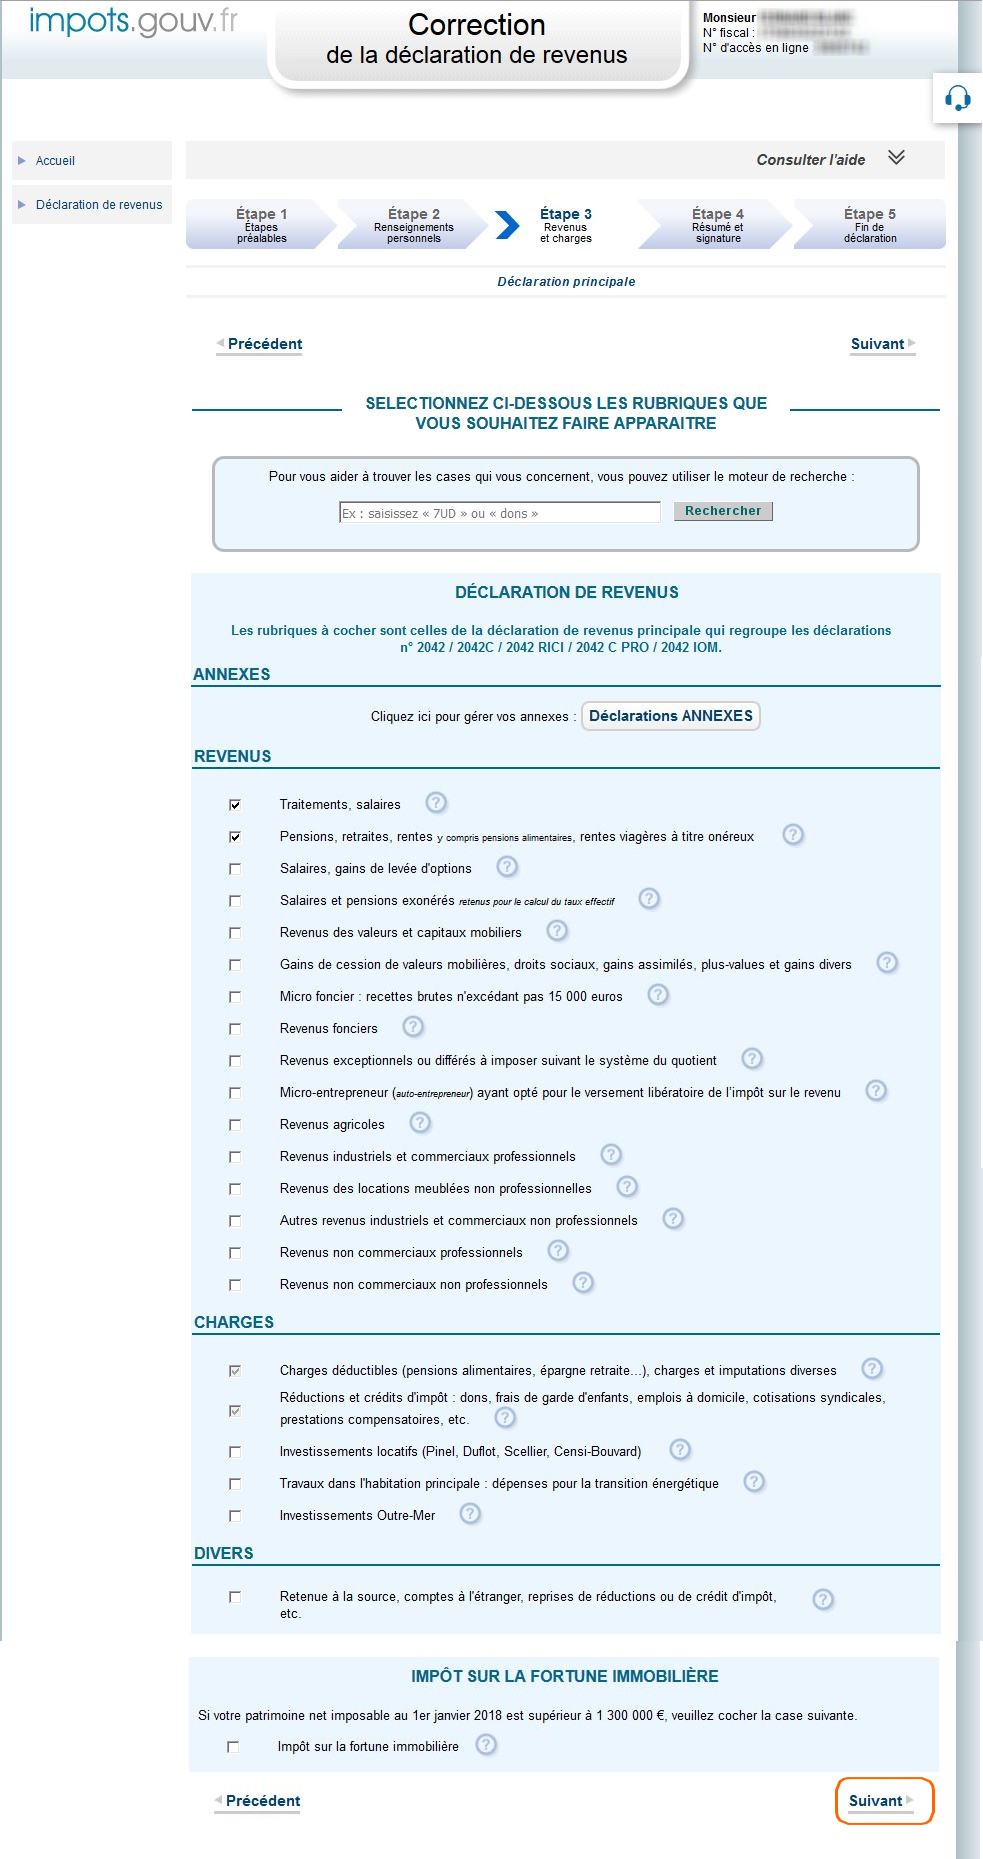 impots.gouv.fr
Correction
de la déclaration de revenus
Monsieur
N° fiscal :
N° d'accès en ligne
Accueil
Déclaration de revenus
Consulter l'aide
Étape 1
Étapes
préalables
Étape 2
Renseignements
personnels
Étape 3
Revenus
et charges
Étape 4
Résumé et
signature
Étape 5
Fin de
déclaration
Déclaration principale
Précédent
Suivant
SELECTIONNEZ CI-DESSOUS LES RUBRIQUES QUE
VOUS SOUHAITEZ FAIRE APPARAITRE
Pour vous aider à trouver les cases qui vous concernent, vous pouvez utiliser le moteur de recherche :
Ex : saisissez « 7UD » ou « dons »
Rechercher
DÉCLARATION DE REVENUS
Les rubriques à cocher sont celles de la déclaration de revenus principale qui regroupe les déclarations
n° 2042 / 2042C / 2042 RICI / 2042 C PRO / 2042 IOM.
ANNEXES
Cliquez ici pour gérer vos annexes : Déclarations ANNEXES
REVENUS
Traitements, salaires ?
Pensions, retraites, rentes y compris pensions alimentaires, rentes viagères à titre onéreux ?
Salaires, gains de levée d'options ?
Salaires et pensions exonérés retenus pour le calcul du taux effectif ?
Revenus des valeurs et capitaux mobiliers ?
Gains de cession de valeurs mobilières, droits sociaux, gains assimilés, plus-values et gains divers ?
Micro foncier : recettes brutes n'excédant pas 15 000 euros ?
Revenus fonciers ?
Revenus exceptionnels ou différés à imposer suivant le système du quotient ?
Micro-entrepreneur (auto-entrepreneur) ayant opté pour le versement libératoire de l'impôt sur le revenu ?
Revenus agricoles ?
Revenus industriels et commerciaux professionnels ?
Revenus des locations meublées non professionnelles ?
Autres revenus industriels et commerciaux non professionnels ?
Revenus non commerciaux professionnels ?
Revenus non commerciaux non professionnels ?
CHARGES
Charges déductibles (pensions alimentaires, épargne retraite...), charges et imputations diverses ?
Réductions et crédits d'impôt : dons, frais de garde d'enfants, emplois à domicile, cotisations syndicales,
prestations compensatoires, etc. ?
Investissements locatifs (Pinel, Duflot, Scellier, Censi-Bouvard) ?
Travaux dans l'habitation principale : dépenses pour la transition énergétique ?
Investissements Outre-Mer ?
DIVERS
Retenue à la source, comptes à l'étranger, reprises de réductions ou de crédit d'impôt, ?
etc.
IMPÔT SUR LA FORTUNE IMMOBILIÈRE
Si votre patrimoine net imposable au 1er janvier 2018 est supérieur à 1 300 000 €, veuillez cocher la case suivante.
Impôt sur la fortune immobilière ?
Précédent
Suivant